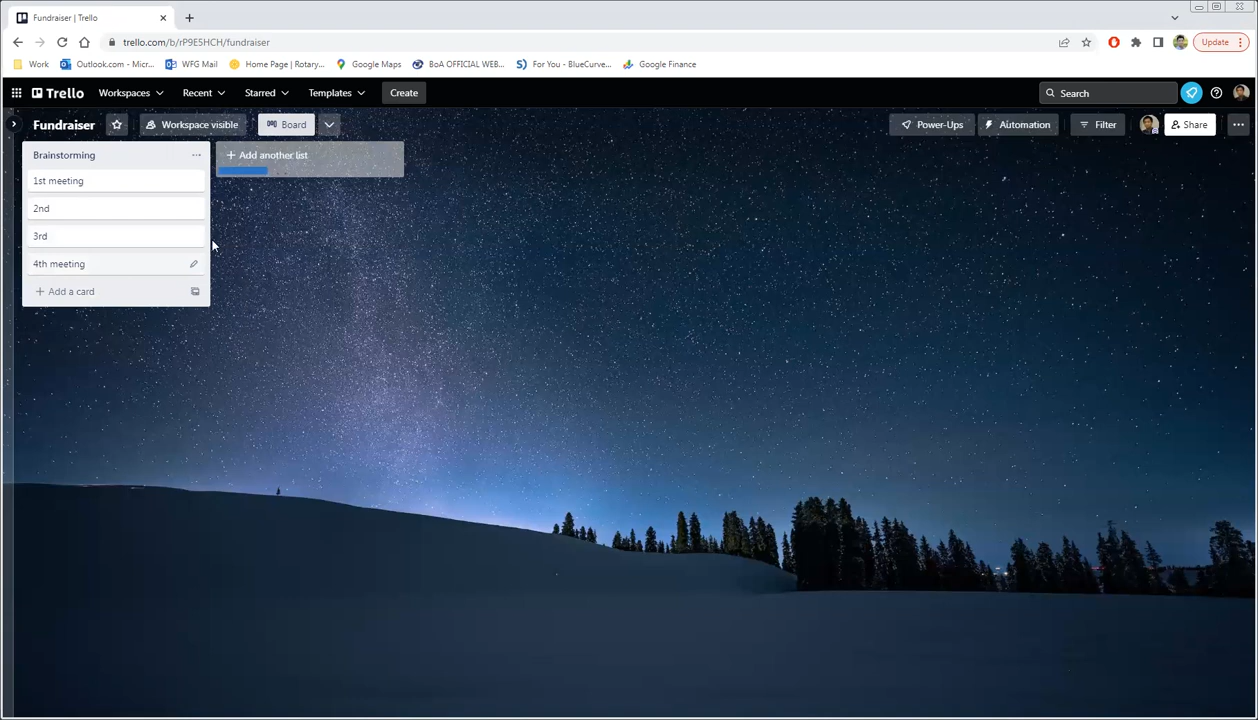 Fundraiser | Trello
trello.com/b/rP9E5HCH/fundraiser
Update
Work Outlook.com - Micr... WFG Mail Home Page | Rotary... Google Maps BoA OFFICIAL WEB... For You - BlueCurve... Google Finance
Trello Workspaces Recent Starred Templates Create Search
Fundraiser Workspace visible Board Power-Ups Automation Filter Share
Brainstorming
+ Add another list
1st meeting
2nd
3rd
4th meeting
+ Add a card